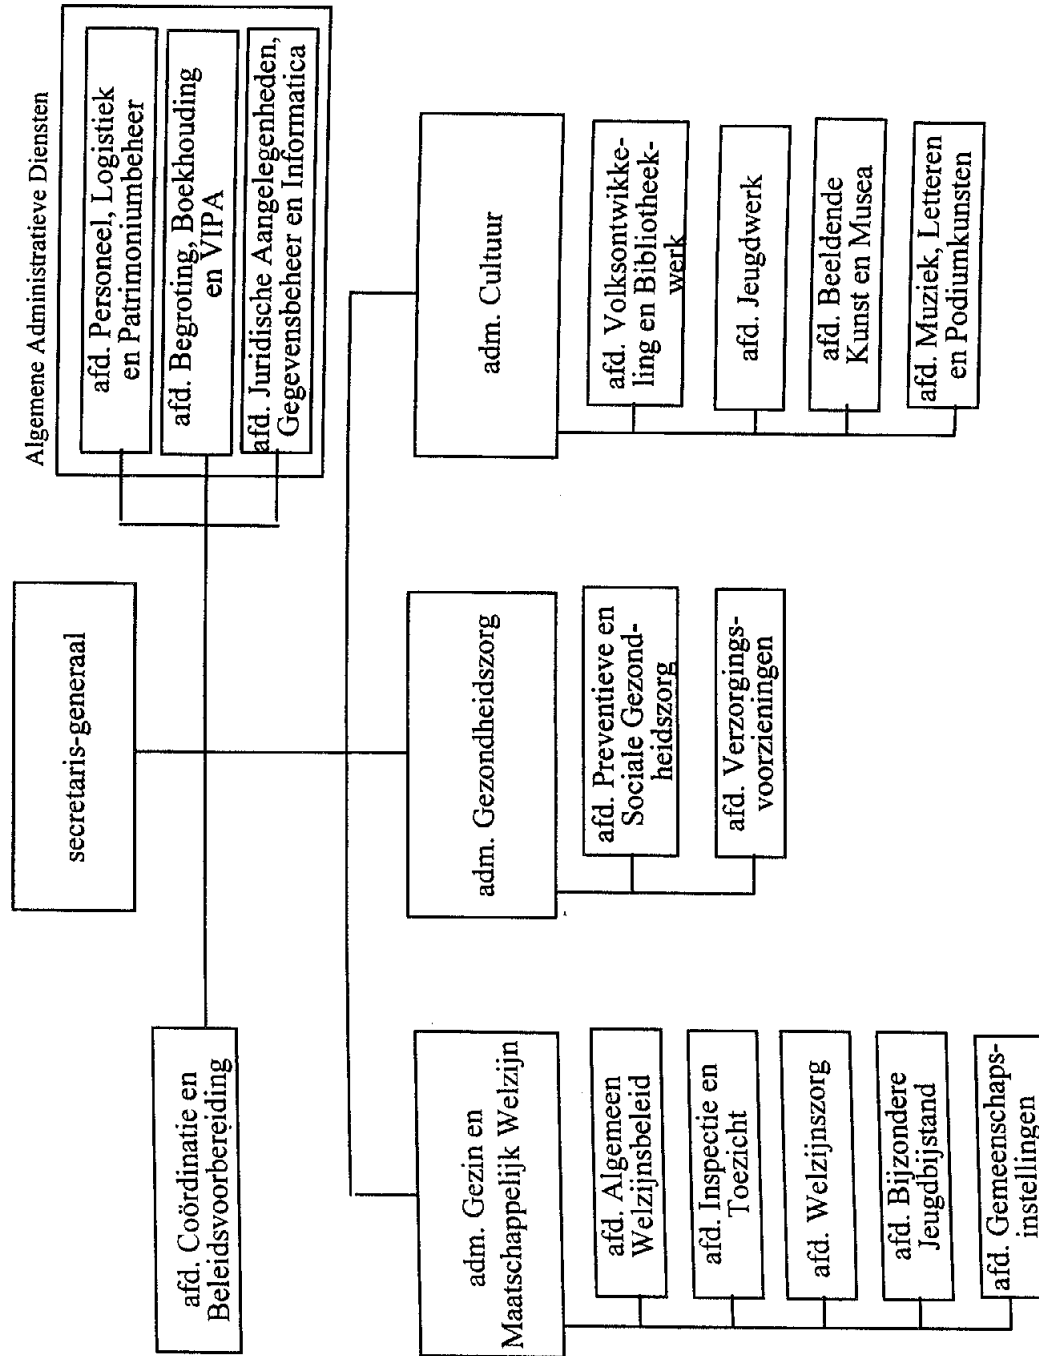 secretaris-generaal
Algemene Administratieve Diensten
afd. Personeel, Logistiek
en Patrimoniumbeheer
afd. Begroting, Boekhouding
en VIPA
afd. Juridische Aangelegenheden,
Gegevensbeheer en Informatica
afd. Coördinatie en
Beleidsvoorbereiding
adm. Gezin en
Maatschappelijk Welzijn
afd. Algemeen
Welzijnsbeleid
afd. Inspectie en
Toezicht
afd. Welzijnszorg
afd. Bijzondere
Jeugdbijstand
afd. Gemeenschaps-
instellingen
adm. Gezondheidszorg
afd. Preventieve en
Sociale Gezond-
heidszorg
afd. Verzorgings-
voorzieningen
adm. Cultuur
afd. Volksontwikke-
ling en Bibliotheek-
werk
afd. Jeugdwerk
afd. Beeldende
Kunst en Musea
afd. Muziek, Letteren
en Podiumkunsten